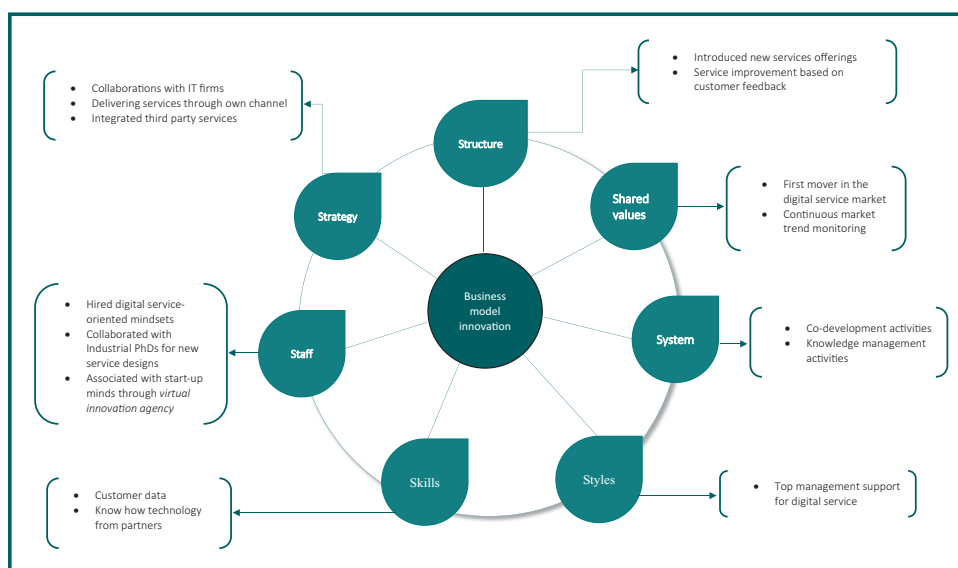 Introduced new services offerings
Service improvement based on
customer feedback
Collaborations with IT firms
Delivering services through own channel
Integrated third party services
Structure
First mover in the
digital service market
Continuous market
trend monitoring
Shared
values
Strategy
Business
model
innovation
Hired digital service-
oriented mindsets
Collaborated with
Industrial PhDs for new
service designs
Associated with start-up
minds through virtual
innovation agency
Staff
System
Co-development activities
Knowledge management
activities
Skills
Styles
Customer data
Know how technology
from partners
Top management support
for digital service